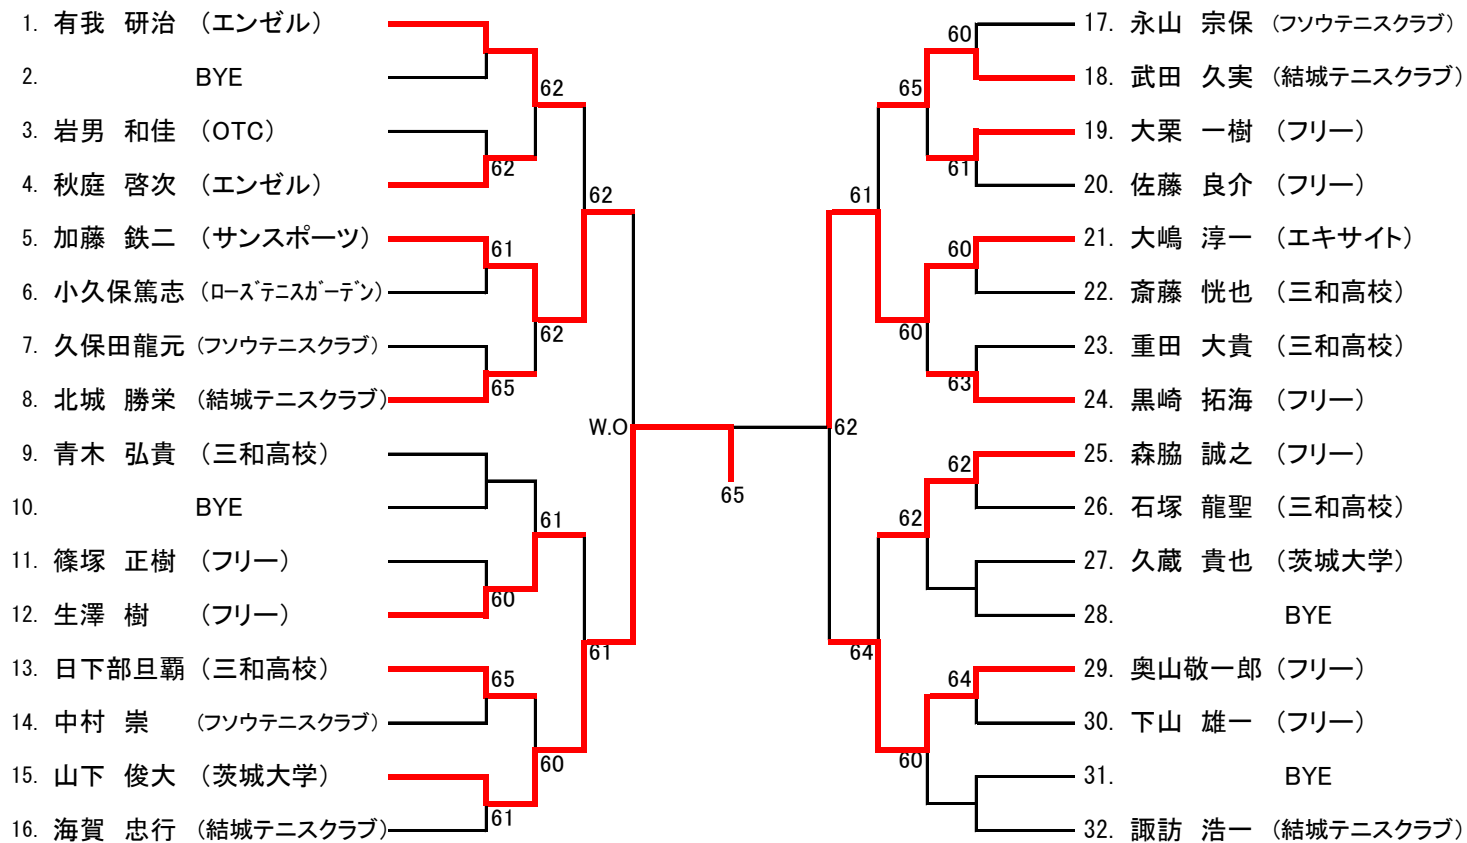 1. 有我 研治 (エンゼル)
2. BYE
3. 岩男 和佳 (OTC)
4. 秋庭 啓次 (エンゼル)
5. 加藤 鉄二 (サンスポーツ)
6. 小久保篤志 (ﾛｰｽﾞﾃﾆｽｶﾞｰﾃﾞﾝ)
7. 久保田龍元 (フソウテニスクラブ)
8. 北城 勝栄 (結城テニスクラブ)
9. 青木 弘貴 (三和高校)
10. BYE
11. 篠塚 正樹 (フリー)
12. 生澤 樹 (フリー)
13. 日下部旦覇 (三和高校)
14. 中村 崇 (フソウテニスクラブ)
15. 山下 俊大 (茨城大学)
16. 海賀 忠行 (結城テニスクラブ)
62
61
65
60
65
61
62
62
61
60
62
61
W.O
65
62
61
64
65
60
62
60
60
61
60
63
62
64
17. 永山 宗保 (フソウテニスクラブ)
18. 武田 久実 (結城テニスクラブ)
19. 大栗 一樹 (フリー)
20. 佐藤 良介 (フリー)
21. 大嶋 淳一 (エキサイト)
22. 斎藤 恍也 (三和高校)
23. 重田 大貴 (三和高校)
24. 黒崎 拓海 (フリー)
25. 森脇 誠之 (フリー)
26. 石塚 龍聖 (三和高校)
27. 久蔵 貴也 (茨城大学)
28. BYE
29. 奥山敬一郎 (フリー)
30. 下山 雄一 (フリー)
31. BYE
32. 諏訪 浩一 (結城テニスクラブ)